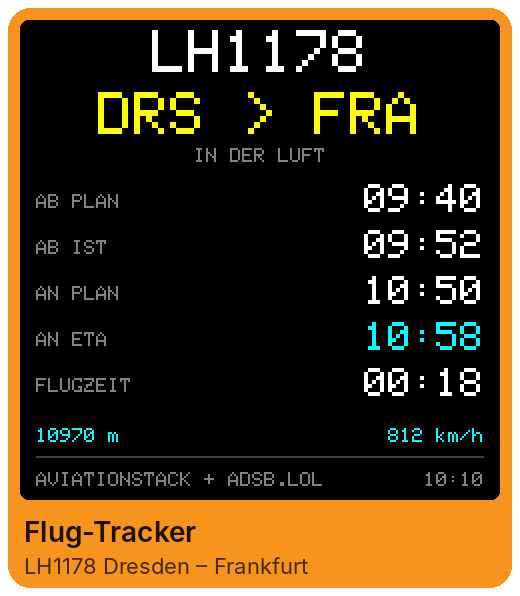 LH1178
DRS > FRA
IN DER LUFT
AB PLAN 09:40
AB IST 09:52
AN PLAN 10:50
AN ETA 10:58
FLUGZEIT 00:18
10970 m 812 km/h
AVIATIONSTACK + ADSB.LOL 10:10
Flug-Tracker
LH1178 Dresden – Frankfurt